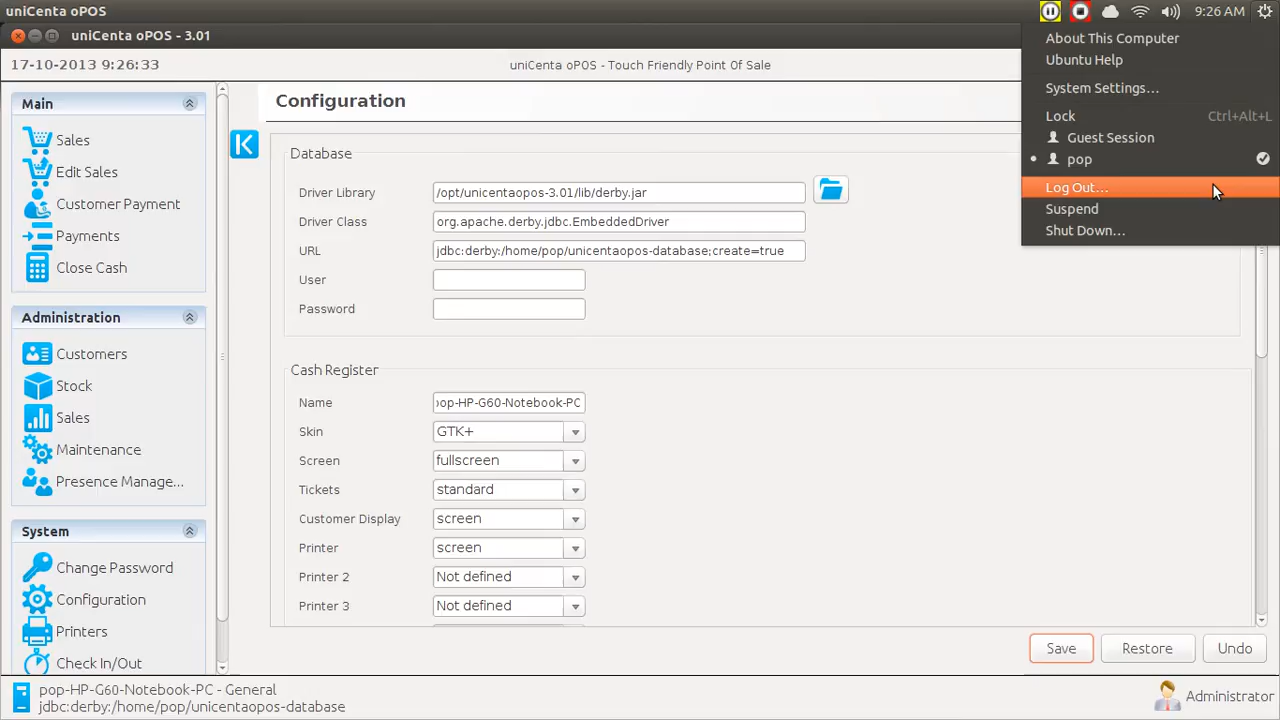 uniCenta oPOS
9:26 AM
uniCenta oPOS - 3.01
17-10-2013 9:26:33
uniCenta oPOS - Touch Friendly Point Of Sale
About This Computer
Ubuntu Help
System Settings...
Lock Ctrl+Alt+L
Guest Session
pop
Log Out...
Suspend
Shut Down...
Main
Sales
Edit Sales
Customer Payment
Payments
Close Cash
Administration
Customers
Stock
Sales
Maintenance
Presence Manage...
System
Change Password
Configuration
Printers
Check In/Out
Configuration
Database
Driver Library /opt/unicentaopos-3.01/lib/derby.jar
Driver Class org.apache.derby.jdbc.EmbeddedDriver
URL jdbc:derby:/home/pop/unicentaopos-database;create=true
User
Password
Cash Register
Name pop-HP-G60-Notebook-PC
Skin GTK+
Screen fullscreen
Tickets standard
Customer Display screen
Printer screen
Printer 2 Not defined
Printer 3 Not defined
Save Restore Undo
pop-HP-G60-Notebook-PC - General
jdbc:derby:/home/pop/unicentaopos-database
Administrator